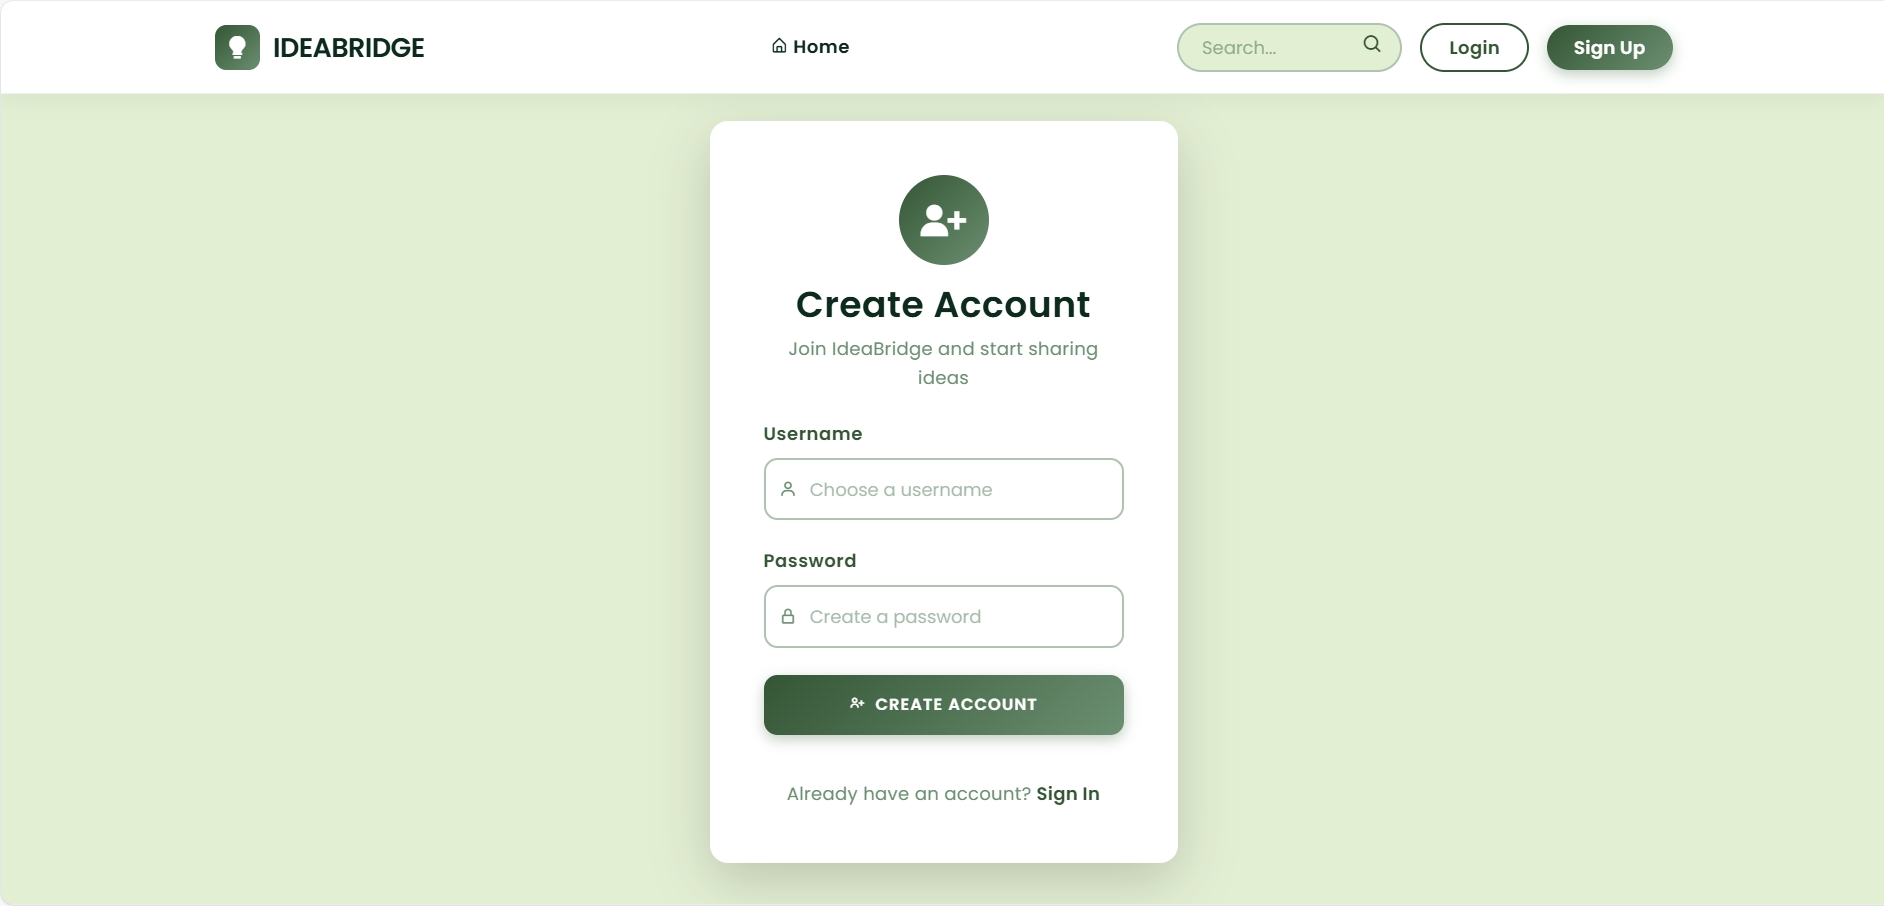 IDEABRIDGE
Home
Search...
Login
Sign Up
Create Account
Join IdeaBridge and start sharing
ideas
Username
Choose a username
Password
Create a password
CREATE ACCOUNT
Already have an account? Sign In